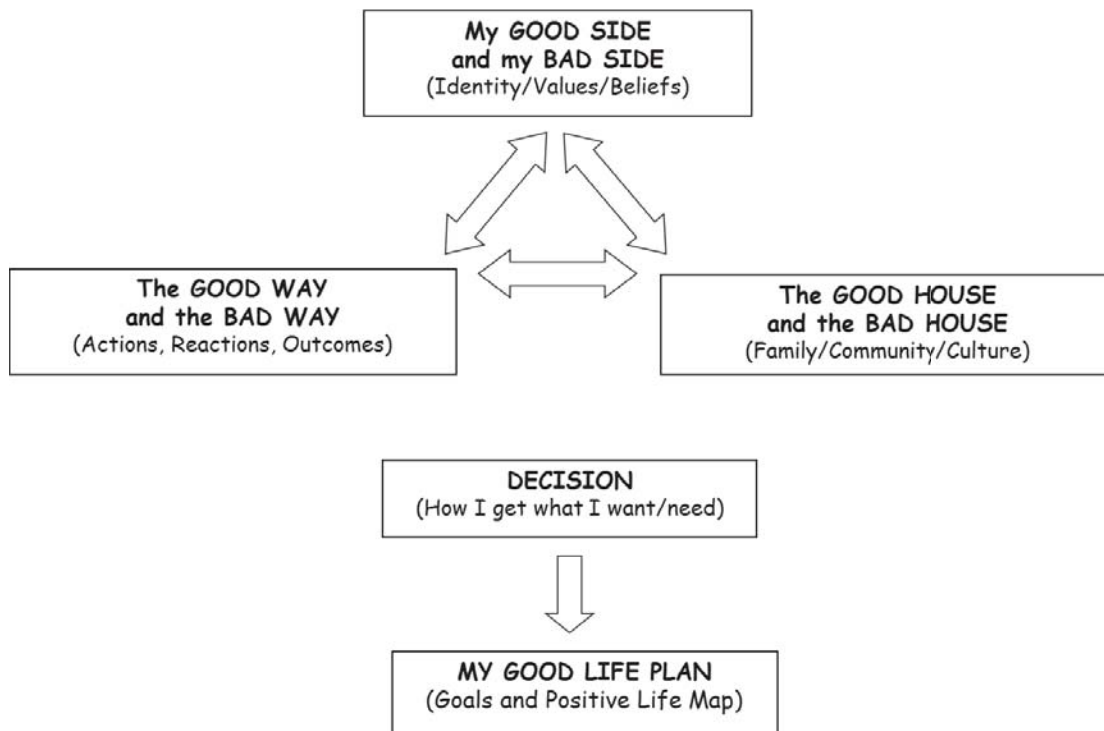 My GOOD SIDE
and my BAD SIDE
(Identity/Values/Beliefs)
The GOOD WAY
and the BAD WAY
(Actions, Reactions, Outcomes)
The GOOD HOUSE
and the BAD HOUSE
(Family/Community/Culture)
DECISION
(How I get what I want/need)
MY GOOD LIFE PLAN
(Goals and Positive Life Map)